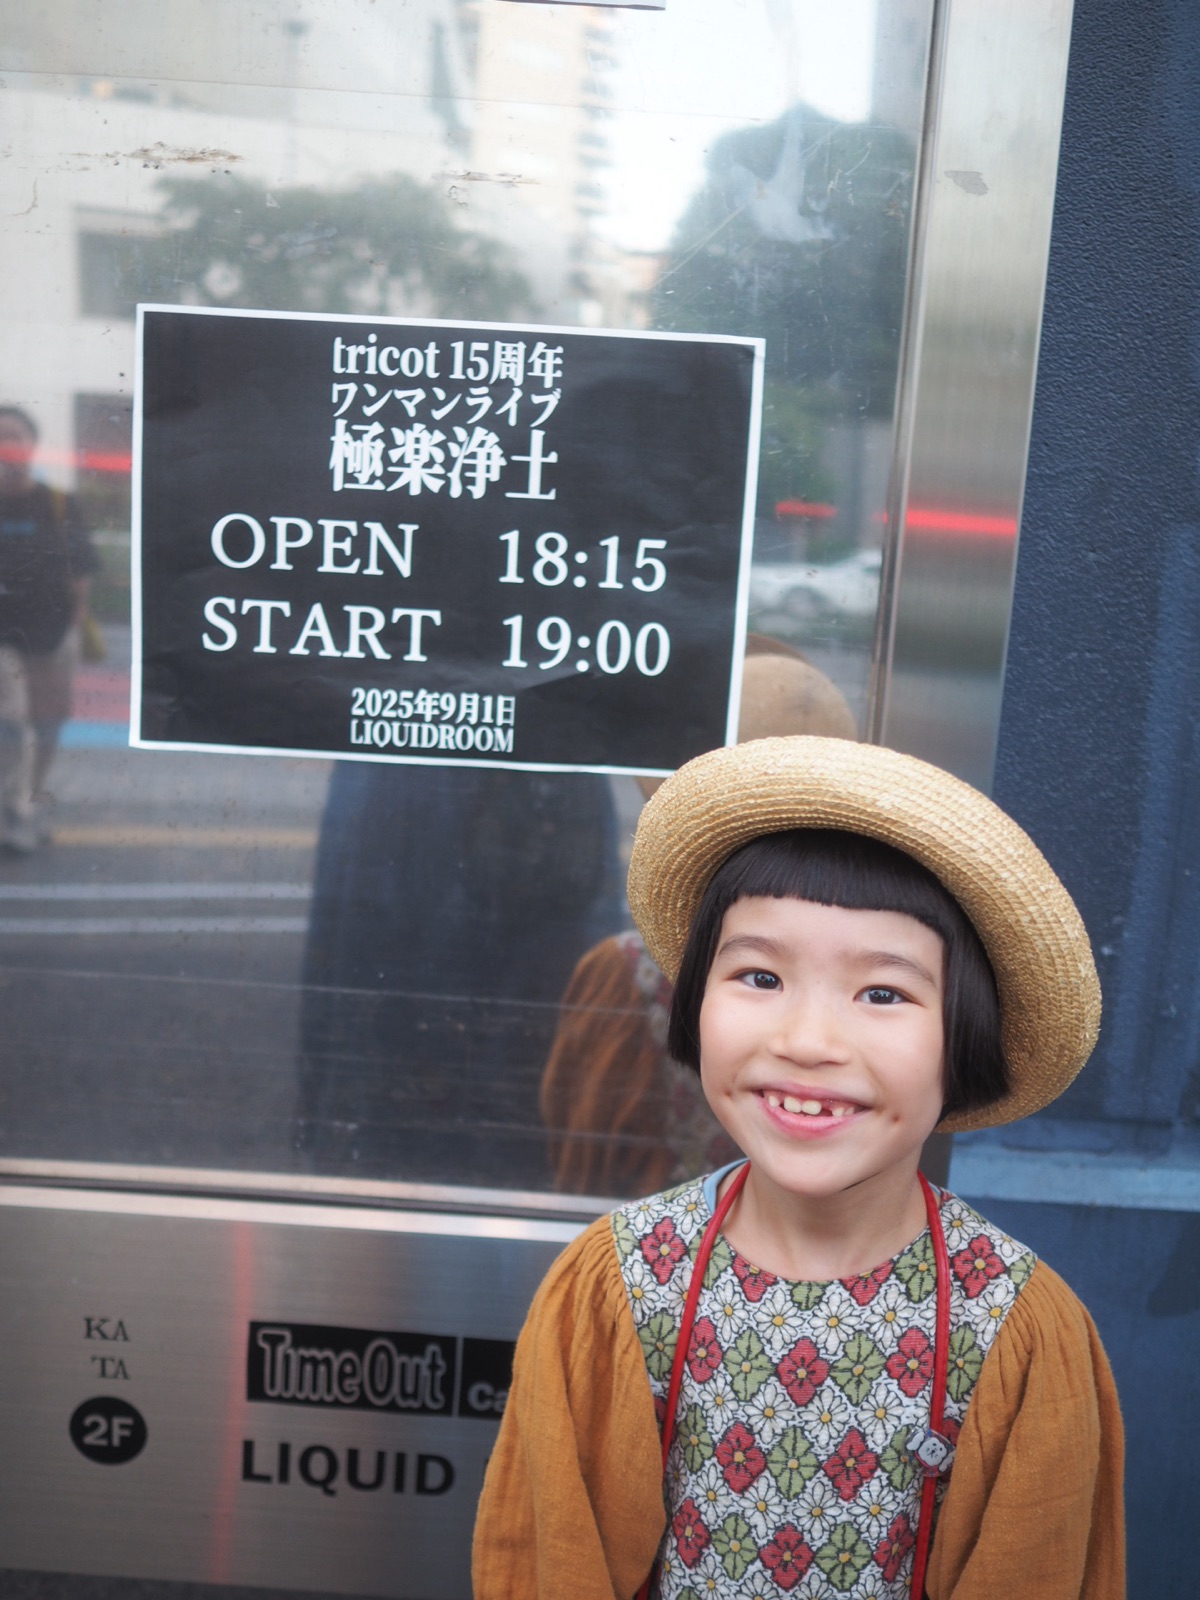 tricot 15周年
ワンマンライブ
極楽浄土
OPEN 18:15
START 19:00
2025年9月1日
LIQUIDROOM
KA
TA
2F
Time Out
LIQUID